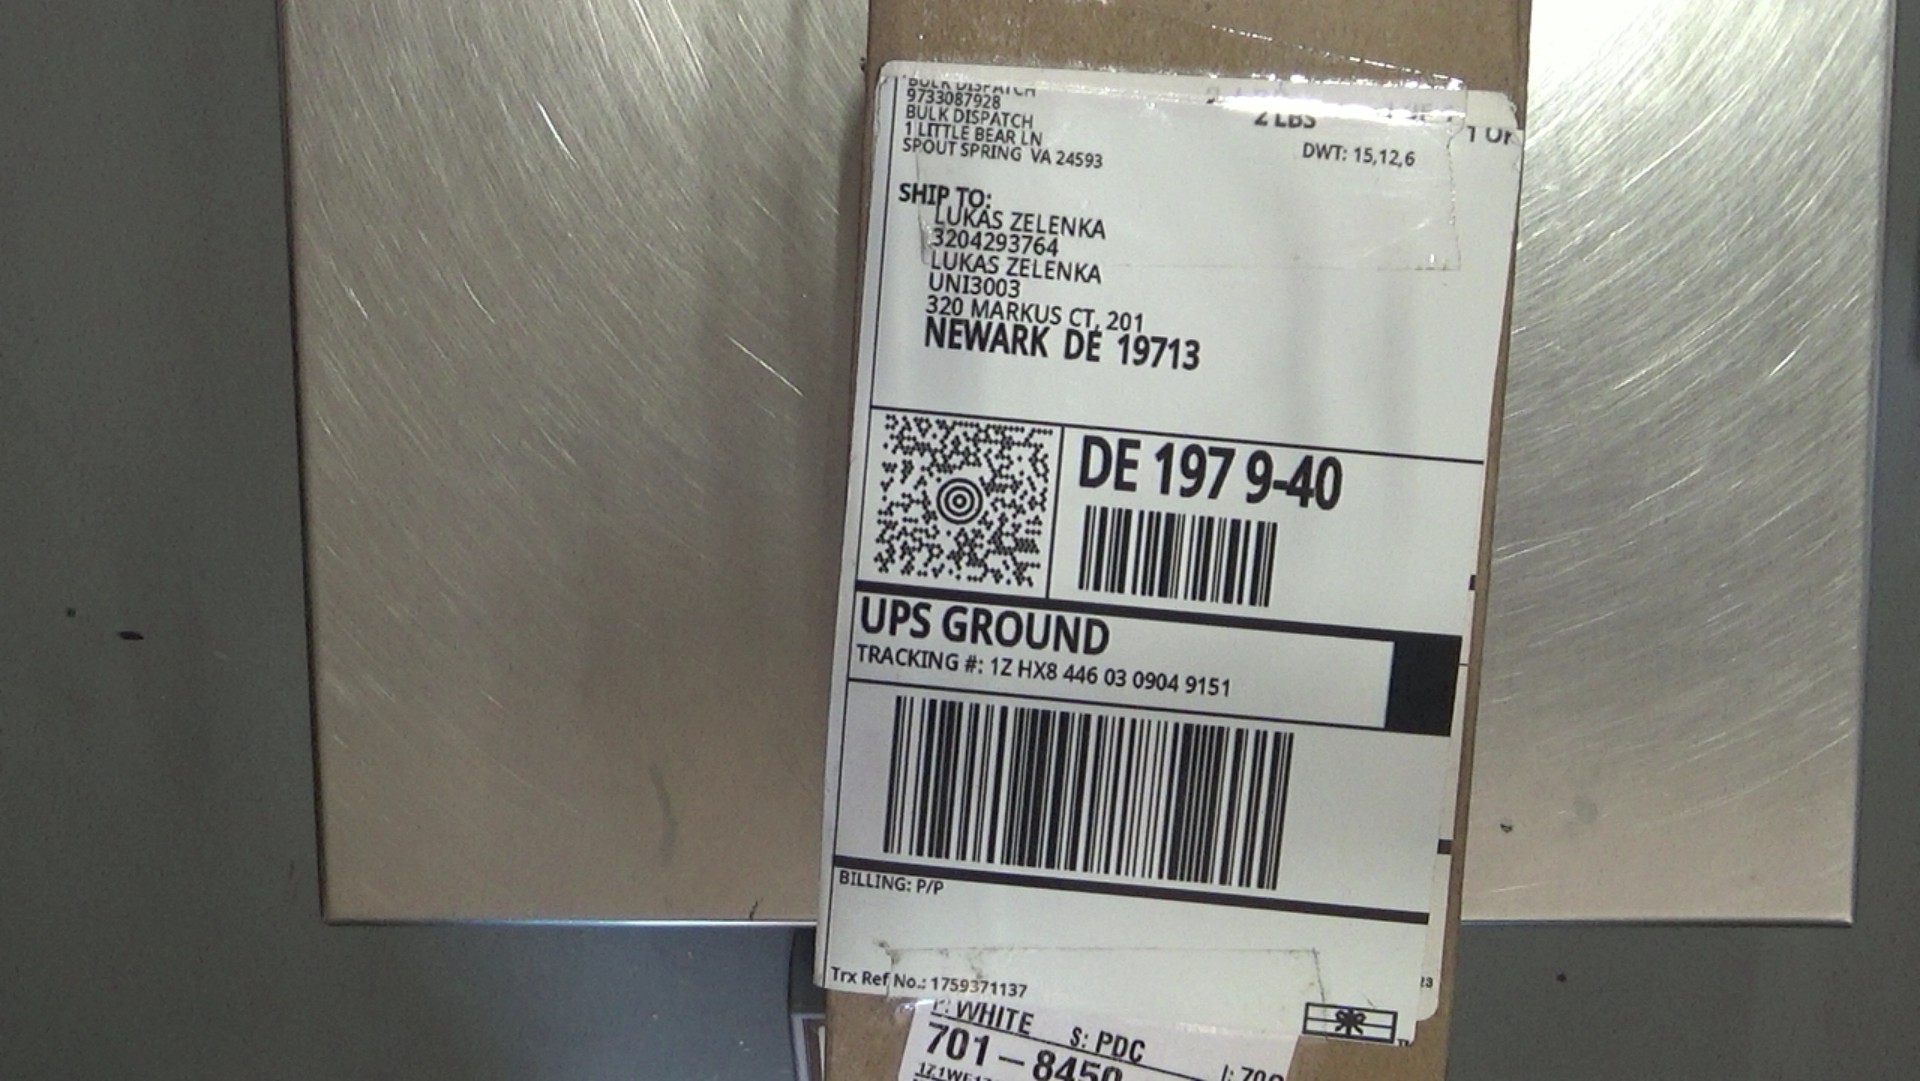 BULK DISPATCH
9733087928
BULK DISPATCH
1 LITTLE BEAR LN
SPOUT SPRING VA 24593
2 LBS
DWT: 15,12,6
SHIP TO:
LUKAS ZELENKA
3204293764
LUKAS ZELENKA
UNI3003
320 MARKUS CT, 201
NEWARK DE 19713
DE 197 9-40
UPS GROUND
TRACKING #: 1Z HX8 446 03 0904 9151
BILLING: P/P
Trx Ref No.: 1759371137
23
P: WHITE S: PDC
701-8450